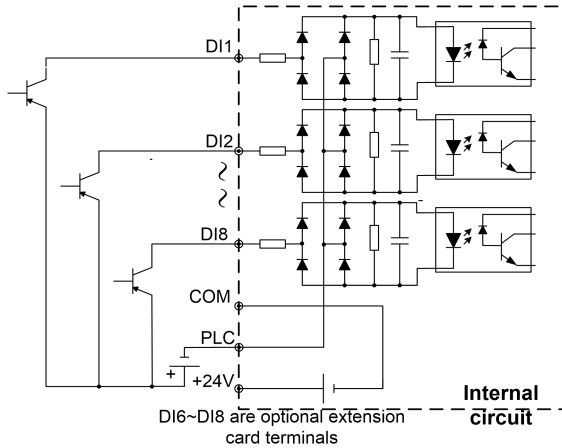 DI1
DI2
DI8
COM
PLC
+
+24V
Internal
circuit
DI6~DI8 are optional extension
card terminals